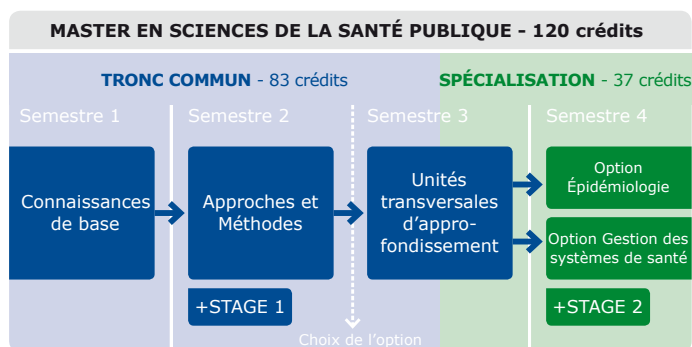 MASTER EN SCIENCES DE LA SANTÉ PUBLIQUE - 120 crédits
TRONC COMMUN - 83 crédits
SPÉCIALISATION - 37 crédits
Semestre 1
Semestre 2
Semestre 3
Semestre 4
Connaissances
de base
Approches et
Méthodes
Unités
transversales
d'appro-
fondissement
Option
Épidémiologie
Option Gestion des
systèmes de santé
+STAGE 1
+STAGE 2
Choix de l'option